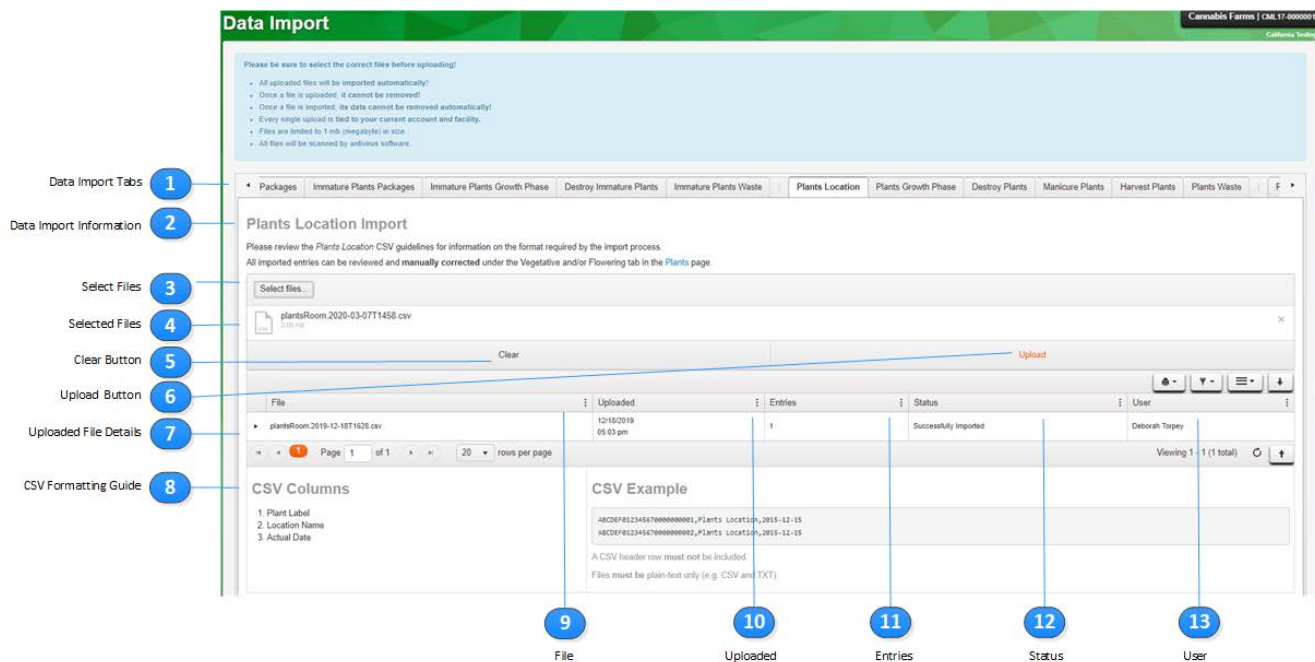 Data Import
Cannabis Farms | CML17-0000001
California Testing
Please be sure to select the correct files before uploading!
• All uploaded files will be imported automatically!
• Once a file is uploaded, it cannot be removed!
• Once a file is imported, its data cannot be removed automatically!
• Every single upload is tied to your current account and facility.
• Files are limited to 1 mb (megabyte) in size.
• All files will be scanned by antivirus software.
Data Import Tabs 1
Packages Immature Plants Packages Immature Plants Growth Phase Destroy Immature Plants Immature Plants Waste Plants Location Plants Growth Phase Destroy Plants Manicure Plants Harvest Plants Plants Waste
Data Import Information 2
Plants Location Import
Please review the Plants Location CSV guidelines for information on the format required by the import process.
All imported entries can be reviewed and manually corrected under the Vegetative and/or Flowering tab in the Plants page.
Select Files 3
Select files...
Selected Files 4
plantsRoom.2020-03-07T1458.csv
Clear Button 5
Clear Upload
Upload Button 6
File Uploaded Entries Status User
Uploaded File Details 7
plantsRoom.2019-12-18T1628.csv 12/18/2019 1 Successfully Imported Deborah Torpey
05:03 pm
1 Page 1 of 1 20 rows per page Viewing 1 - 1 (1 total)
CSV Formatting Guide 8
CSV Columns
1. Plant Label
2. Location Name
3. Actual Date
CSV Example
ABCDEF012345670000000001,Plants Location,2015-12-15
ABCDEF012345670000000002,Plants Location,2015-12-15
A CSV header row must not be included.
Files must be plain-text only (e.g. CSV and TXT).
9 10 11 12 13
File Uploaded Entries Status User